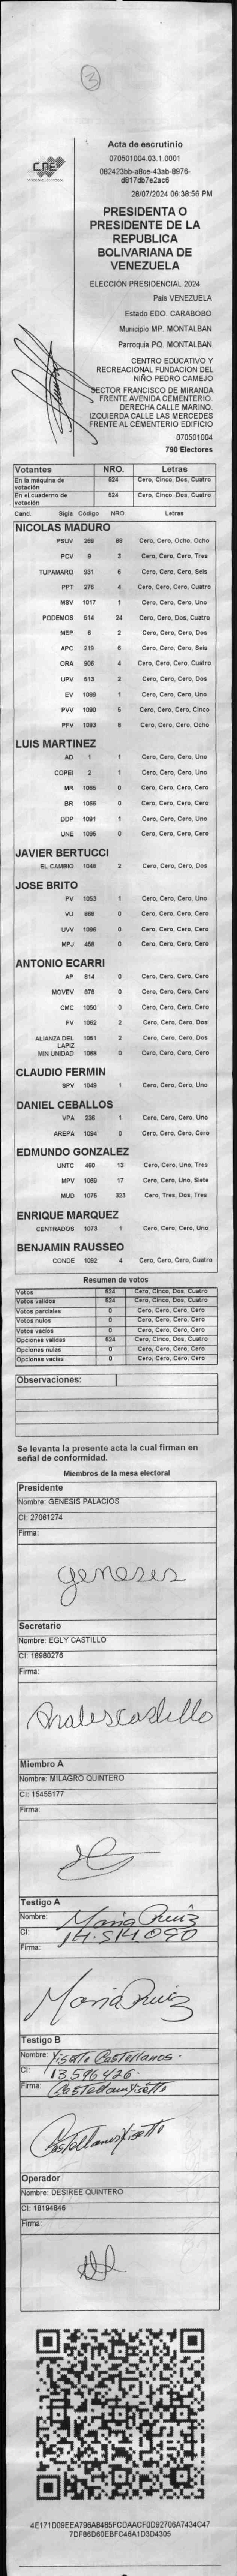 3
CNE
Acta de escrutinio
070501004.03.1.0001
082423bb-a8ce-43ab-8976-
d817db7e2ac6
28/07/2024 06:38:56 PM
PRESIDENTA O
PRESIDENTE DE LA
REPUBLICA
BOLIVARIANA DE
VENEZUELA
ELECCIÓN PRESIDENCIAL 2024
Pais VENEZUELA
Estado EDO. CARABOBO
Municipio MP. MONTALBAN
Parroquia PQ. MONTALBAN
CENTRO EDUCATIVO Y
RECREACIONAL FUNDACION DEL
NIÑO PEDRO CAMEJO
SECTOR FRANCISCO DE MIRANDA
FRENTE AVENIDA CEMENTERIO.
DERECHA CALLE MARINO.
IZQUIERDA CALLE LAS MERCEDES
FRENTE AL CEMENTERIO EDIFICIO
070501004
790 Electores
Votantes NRO. Letras
En la máquina de votación 524 Cero, Cinco, Dos, Cuatro
En el cuaderno de votación 524 Cero, Cinco, Dos, Cuatro
Cand. Sigla Código NRO. Letras
NICOLAS MADURO
PSUV 269 88 Cero, Cero, Ocho, Ocho
PCV 9 3 Cero, Cero, Cero, Tres
TUPAMARO 931 6 Cero, Cero, Cero, Seis
PPT 276 4 Cero, Cero, Cero, Cuatro
MSV 1017 1 Cero, Cero, Cero, Uno
PODEMOS 514 24 Cero, Cero, Dos, Cuatro
MEP 6 2 Cero, Cero, Cero, Dos
APC 219 6 Cero, Cero, Cero, Seis
ORA 906 4 Cero, Cero, Cero, Cuatro
UPV 513 2 Cero, Cero, Cero, Dos
EV 1089 1 Cero, Cero, Cero, Uno
PVV 1090 5 Cero, Cero, Cero, Cinco
PFV 1093 8 Cero, Cero, Cero, Ocho
LUIS MARTINEZ
AD 1 1 Cero, Cero, Cero, Uno
COPEI 2 1 Cero, Cero, Cero, Uno
MR 1065 0 Cero, Cero, Cero, Cero
BR 1066 0 Cero, Cero, Cero, Cero
DDP 1091 1 Cero, Cero, Cero, Uno
UNE 1095 0 Cero, Cero, Cero, Cero
JAVIER BERTUCCI
EL CAMBIO 1048 2 Cero, Cero, Cero, Dos
JOSE BRITO
PV 1053 1 Cero, Cero, Cero, Uno
VU 888 0 Cero, Cero, Cero, Cero
UVV 1096 0 Cero, Cero, Cero, Cero
MPJ 458 0 Cero, Cero, Cero, Cero
ANTONIO ECARRI
AP 814 0 Cero, Cero, Cero, Cero
MOVEV 878 0 Cero, Cero, Cero, Cero
CMC 1050 0 Cero, Cero, Cero, Cero
FV 1052 2 Cero, Cero, Cero, Dos
ALIANZA DEL LAPIZ 1051 2 Cero, Cero, Cero, Dos
MIN UNIDAD 1068 0 Cero, Cero, Cero, Cero
CLAUDIO FERMIN
SPV 1049 1 Cero, Cero, Cero, Uno
DANIEL CEBALLOS
VPA 236 1 Cero, Cero, Cero, Uno
AREPA 1094 0 Cero, Cero, Cero, Cero
EDMUNDO GONZALEZ
UNTC 460 13 Cero, Cero, Uno, Tres
MPV 1069 17 Cero, Cero, Uno, Siete
MUD 1076 323 Cero, Tres, Dos, Tres
ENRIQUE MARQUEZ
CENTRADOS 1073 1 Cero, Cero, Cero, Uno
BENJAMIN RAUSSEO
CONDE 1092 4 Cero, Cero, Cero, Cuatro
Resumen de votos
Votos 524 Cero, Cinco, Dos, Cuatro
Votos validos 524 Cero, Cinco, Dos, Cuatro
Votos parciales 0 Cero, Cero, Cero, Cero
Votos nulos 0 Cero, Cero, Cero, Cero
Votos vacios 0 Cero, Cero, Cero, Cero
Opciones validas 524 Cero, Cinco, Dos, Cuatro
Opciones nulas 0 Cero, Cero, Cero, Cero
Opciones vacias 0 Cero, Cero, Cero, Cero
Observaciones:
Se levanta la presente acta la cual firman en
señal de conformidad.
Miembros de la mesa electoral
Presidente
Nombre: GENESIS PALACIOS
CI: 27061274
Firma:
geneses
Secretario
Nombre: EGLY CASTILLO
CI: 18980276
Firma:
Miembro A
Nombre: MILAGRO QUINTERO
CI: 15455177
Firma:
Testigo A
Nombre: Maria Ruiz
CI: 14.514.090
Firma:
Maria Ruiz
Testigo B
Nombre: Yisette Castellanos.
CI: 13.596426.
Firma:
Operador
Nombre: DESIREE QUINTERO
CI: 18194846
Firma:
4E171D09EEA796A8485FCDAACF0D92706A7434C47
7DF86D60EBFC46A1D3D4305